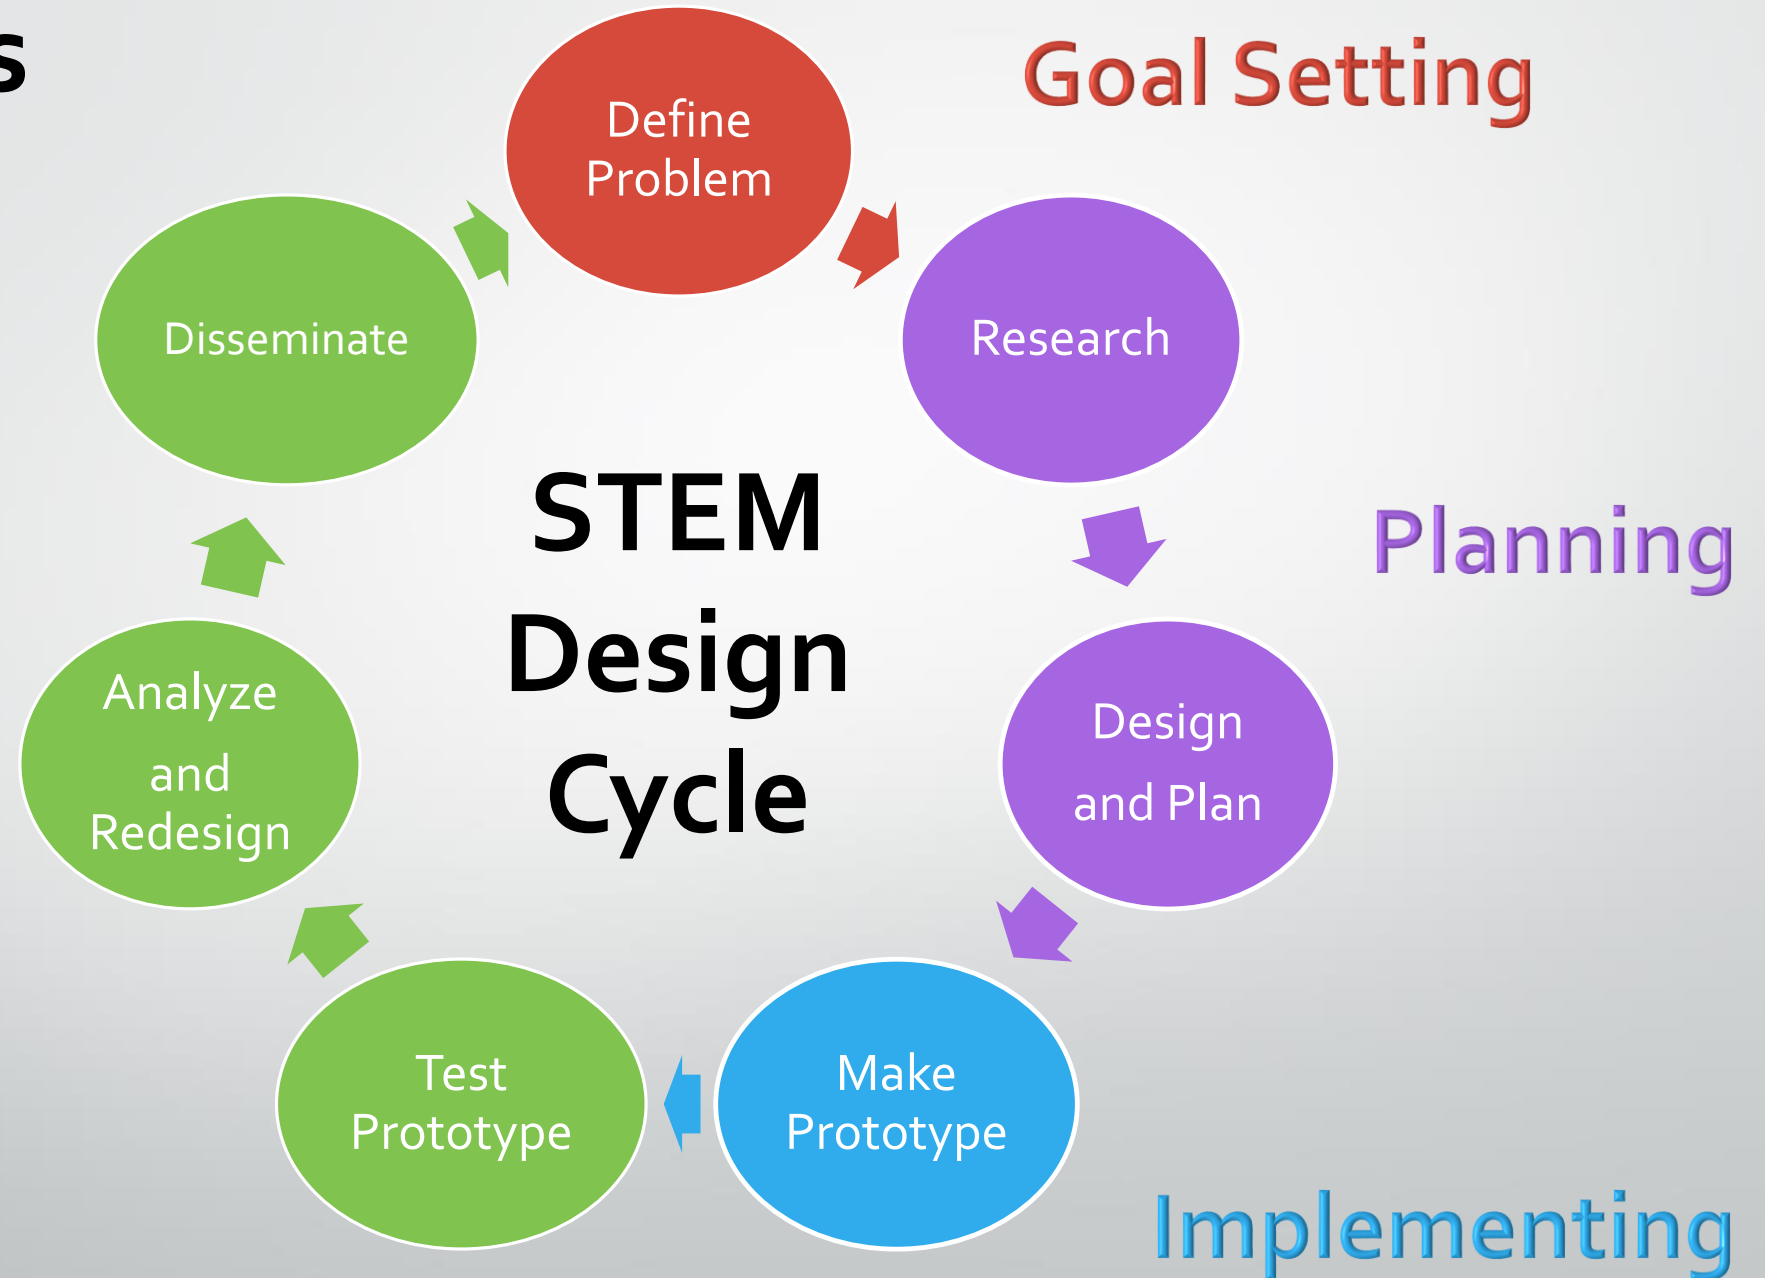 s
Goal Setting
Define
Problem
Research
Disseminate
STEM
Design
Cycle
Planning
Design
and Plan
Analyze
and
Redesign
Make
Prototype
Test
Prototype
Implementing